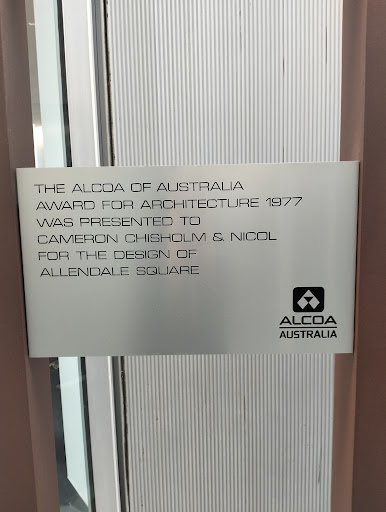 THE ALCOA OF AUSTRALIA
AWARD FOR ARCHITECTURE 1977
WAS PRESENTED TO
CAMERON CHISHOLM & NICOL
FOR THE DESIGN OF
ALLENDALE SQUARE
ALCOA
AUSTRALIA